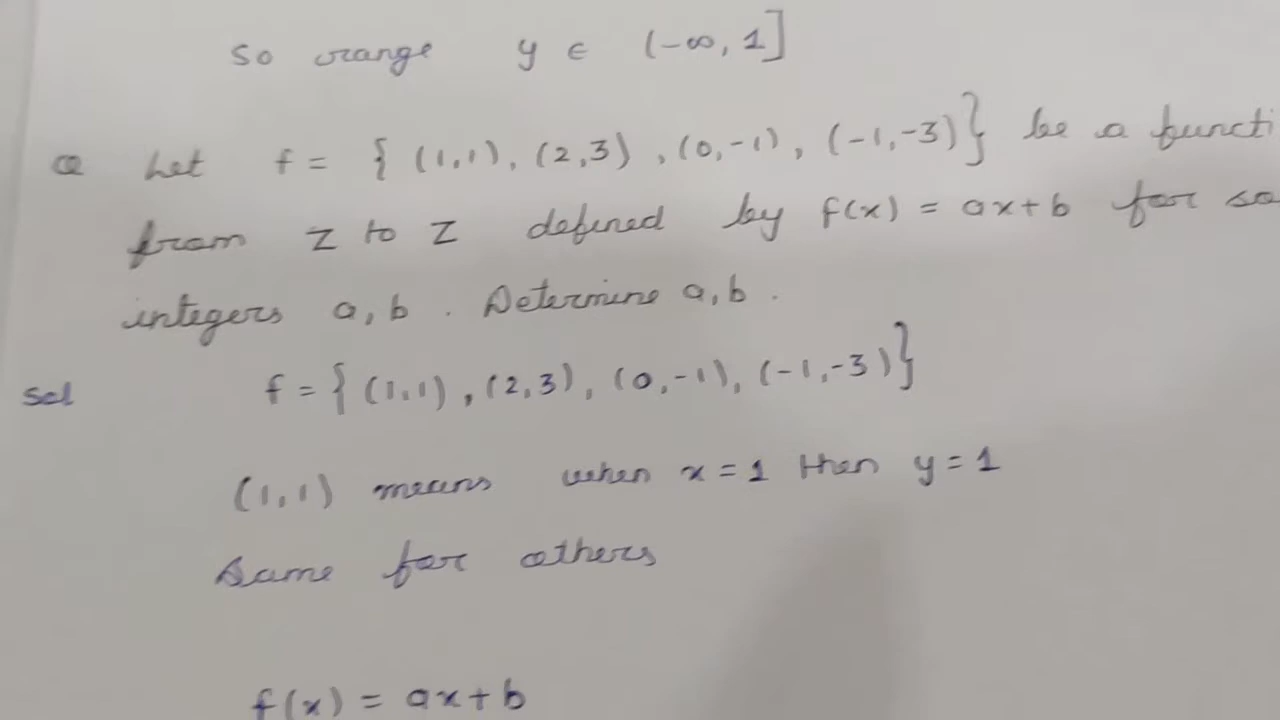 So range y ∈ (-∞, 1]
Q Let f = { (1,1), (2,3), (0,-1), (-1,-3)} be a functi
from Z to Z defined by f(x) = ax+b for so
integers a, b. Determine a, b.
Sol f = { (1,1), (2,3), (0,-1), (-1,-3)}
(1,1) means when x = 1 then y = 1
Same for others
f(x) = ax+b